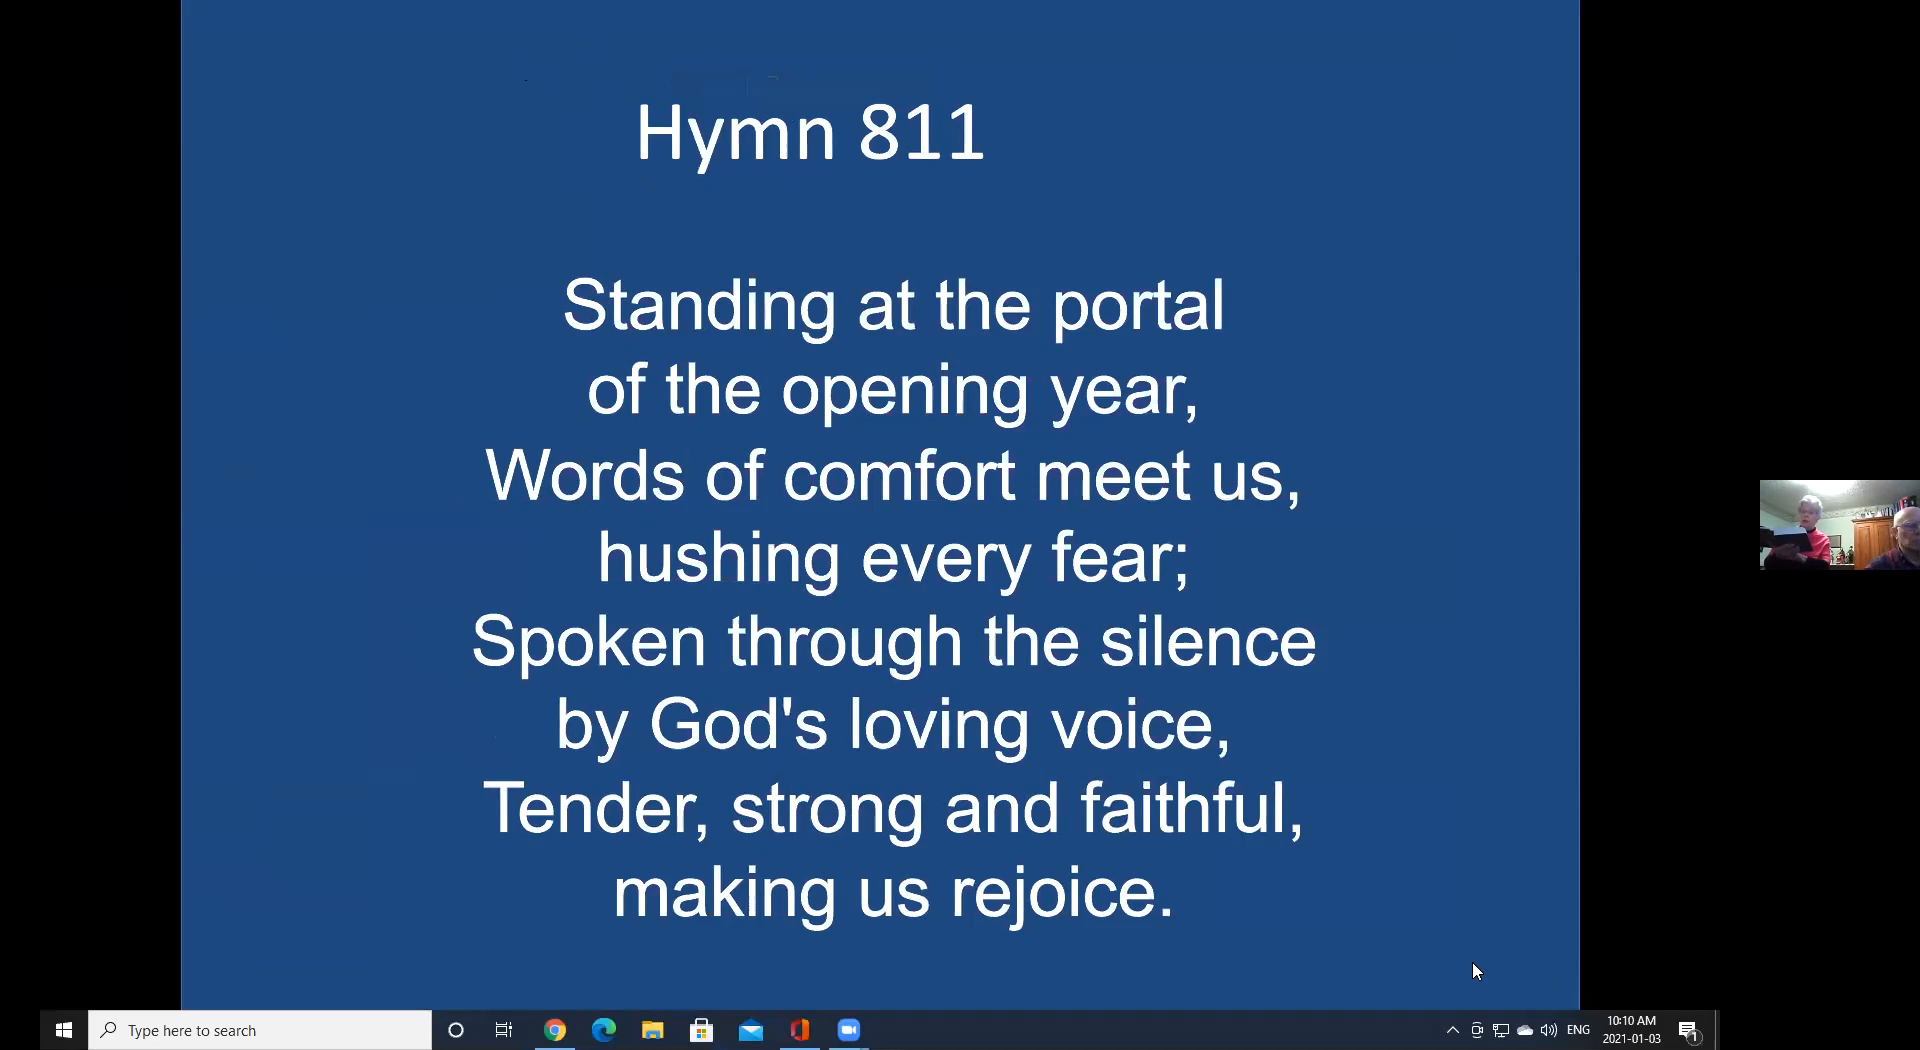 Hymn 811
Standing at the portal
of the opening year,
Words of comfort meet us,
hushing every fear;
Spoken through the silence
by God's loving voice,
Tender, strong and faithful,
making us rejoice.
Type here to search
ENG
10:10 AM
2021-01-03
1